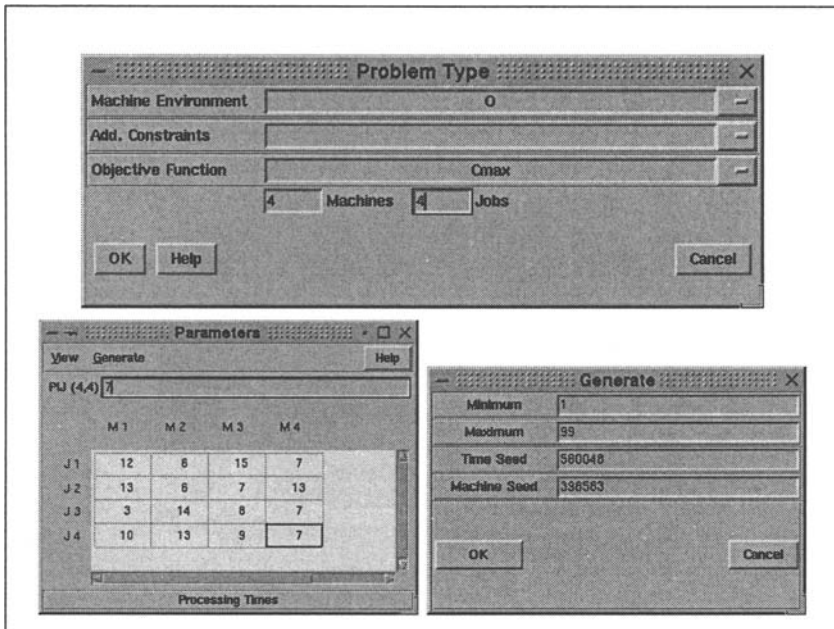 Problem Type
Machine Environment O
Add. Constraints
Objective Function Cmax
4 Machines 4 Jobs
OK Help Cancel
Parameters
View Generate Help
PIJ (4,4) 7
M 1 M 2 M 3 M 4
J 1 12 6 15 7
J 2 13 6 7 13
J 3 3 14 8 7
J 4 10 13 9 7
Processing Times
Generate
Minimum 1
Maximum 99
Time Seed 560048
Machine Seed 398563
OK Cancel